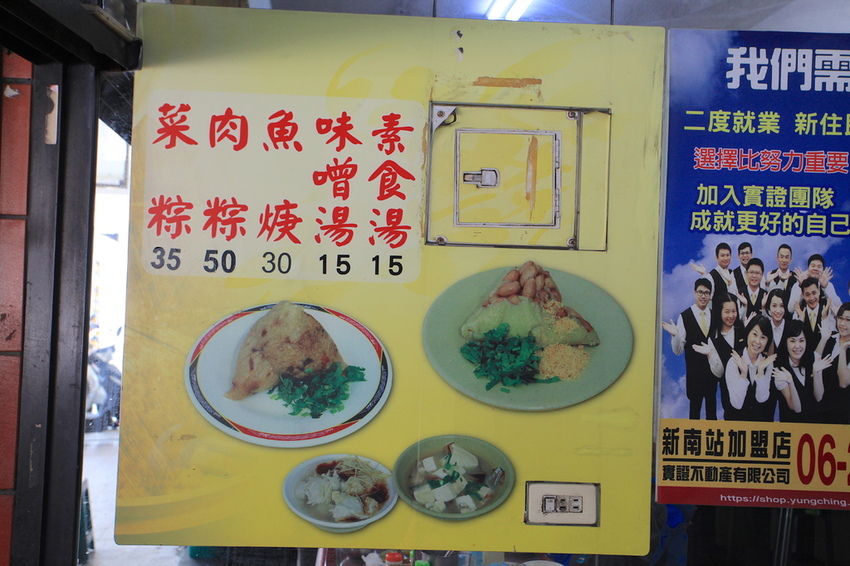 菜粽 35
肉粽 50
魚焿 30
味噌湯 15
素食湯 15
我們需
二度就業 新住
選擇比努力重要
加入實證團隊
成就更好的自己
新南站加盟店
實證不動產有限公司
06-
https://shop.yungching.